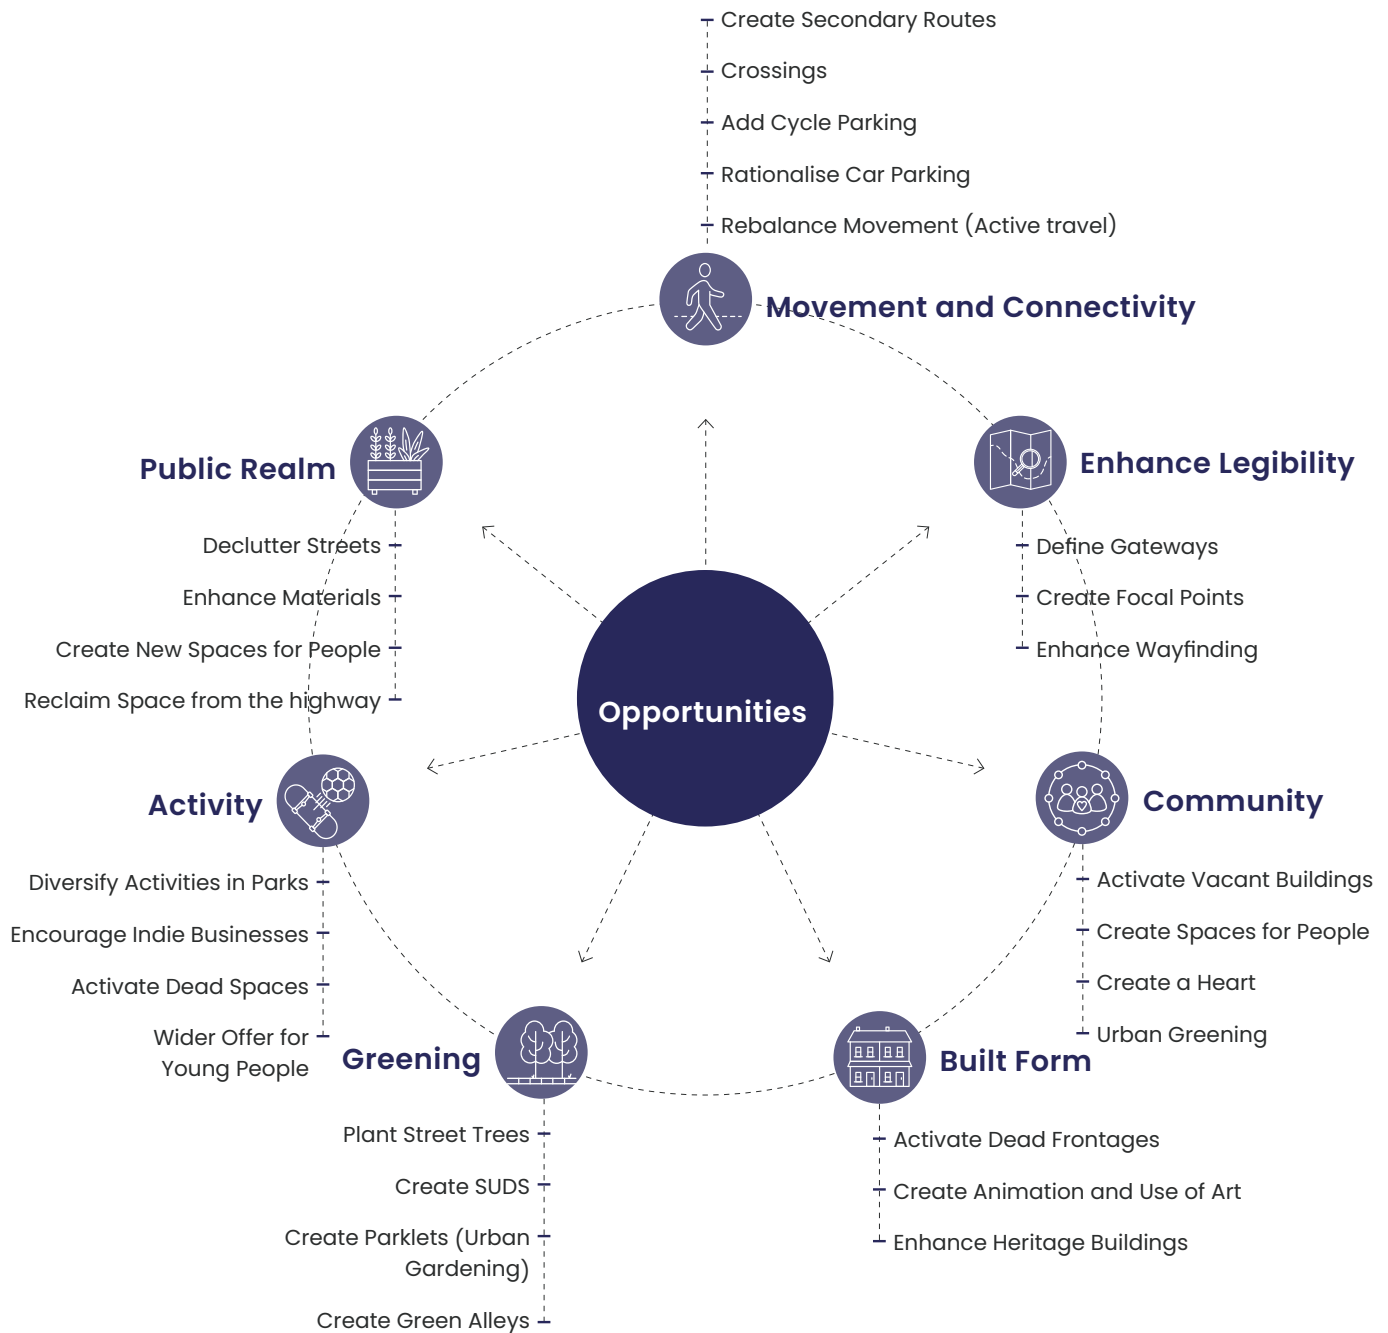 Create Secondary Routes
Crossings
Add Cycle Parking
Rationalise Car Parking
Rebalance Movement (Active travel)
Movement and Connectivity
Enhance Legibility
Define Gateways
Create Focal Points
Enhance Wayfinding
Community
Activate Vacant Buildings
Create Spaces for People
Create a Heart
Urban Greening
Built Form
Activate Dead Frontages
Create Animation and Use of Art
Enhance Heritage Buildings
Greening
Plant Street Trees
Create SUDS
Create Parklets (Urban
Gardening)
Create Green Alleys
Activity
Diversify Activities in Parks
Encourage Indie Businesses
Activate Dead Spaces
Wider Offer for
Young People
Public Realm
Declutter Streets
Enhance Materials
Create New Spaces for People
Reclaim Space from the highway
Opportunities